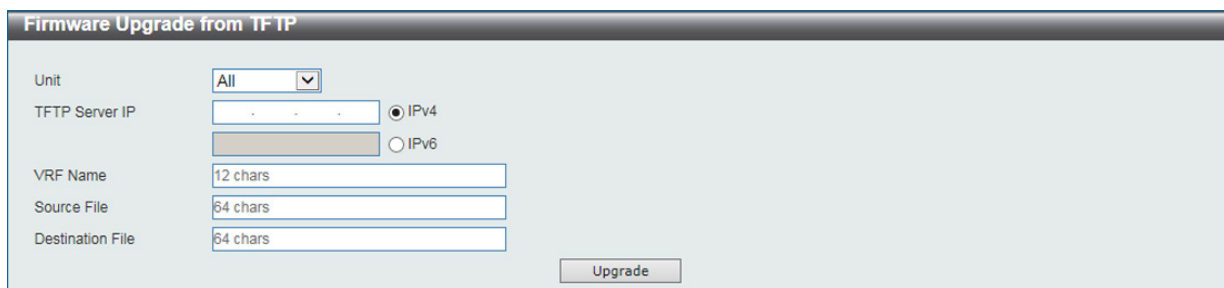 Firmware Upgrade from TFTP
Unit All
TFTP Server IP . . . IPv4
IPv6
VRF Name 12 chars
Source File 64 chars
Destination File 64 chars
Upgrade